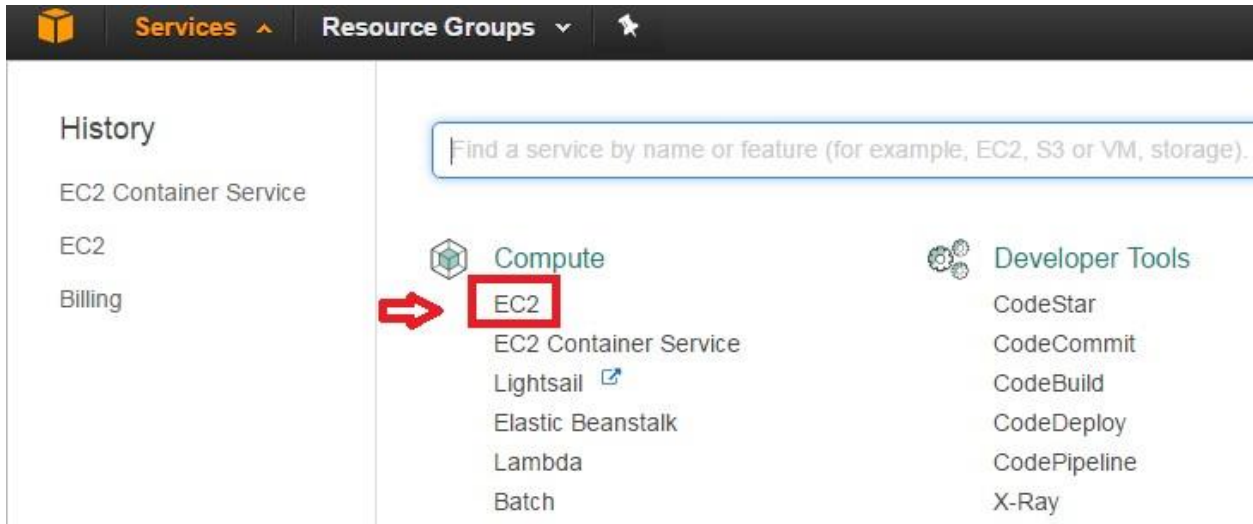 Services Resource Groups
History
EC2 Container Service
EC2
Billing
Find a service by name or feature (for example, EC2, S3 or VM, storage).
Compute
EC2
EC2 Container Service
Lightsail
Elastic Beanstalk
Lambda
Batch
Developer Tools
CodeStar
CodeCommit
CodeBuild
CodeDeploy
CodePipeline
X-Ray